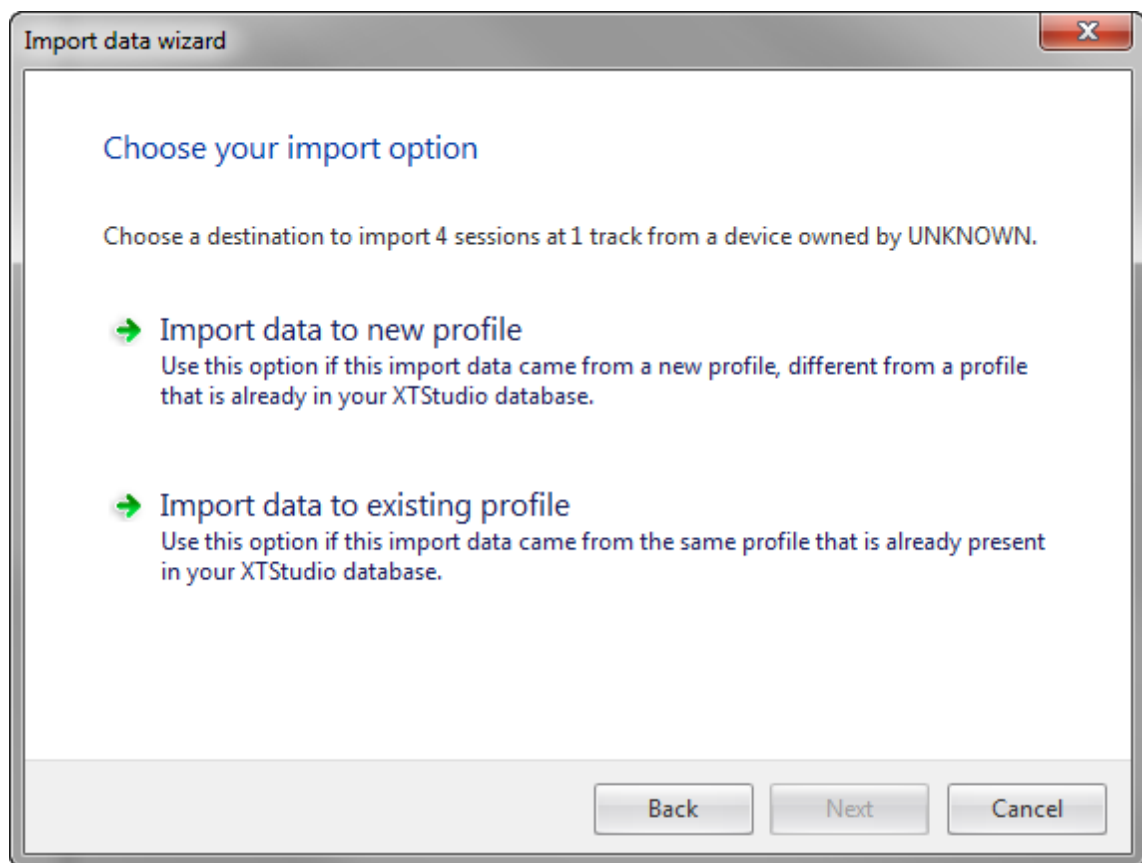 Import data wizard
Choose your import option
Choose a destination to import 4 sessions at 1 track from a device owned by UNKNOWN.
Import data to new profile
Use this option if this import data came from a new profile, different from a profile
that is already in your XTStudio database.
Import data to existing profile
Use this option if this import data came from the same profile that is already present
in your XTStudio database.
Back Next Cancel